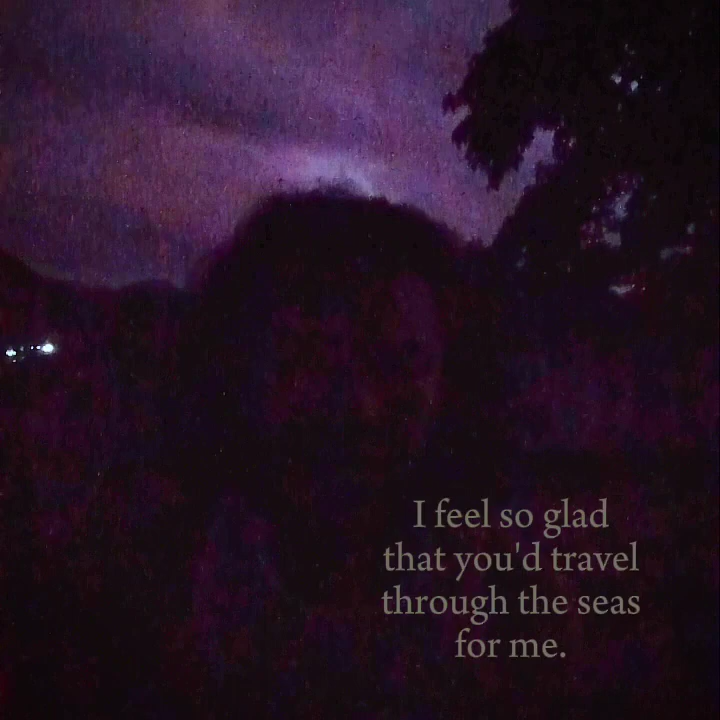 I feel so glad
that you'd travel
through the seas
for me.